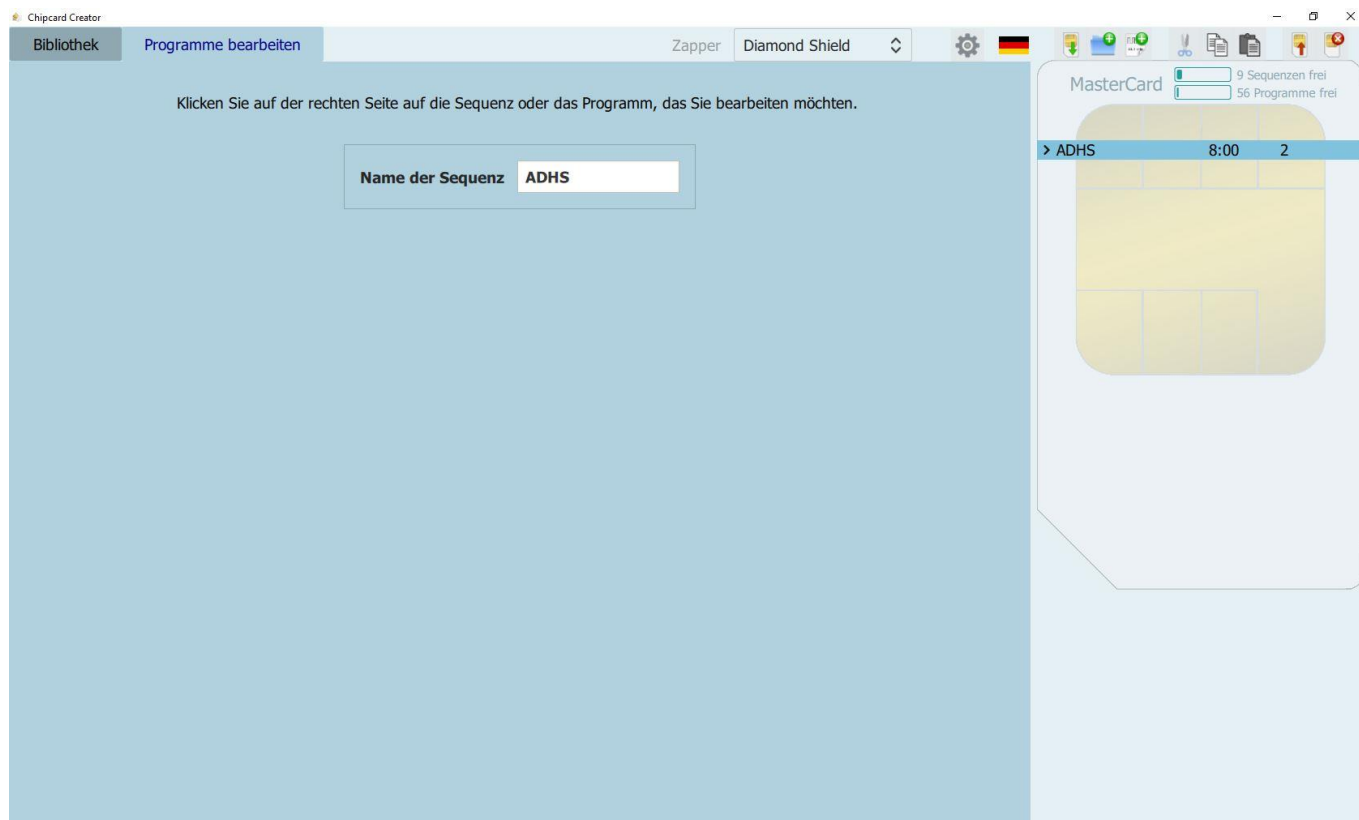 Chipcard Creator
Bibliothek Programme bearbeiten Zapper Diamond Shield
Klicken Sie auf der rechten Seite auf die Sequenz oder das Programm, das Sie bearbeiten möchten.
Name der Sequenz ADHS
MasterCard
9 Sequenzen frei
56 Programme frei
> ADHS 8:00 2